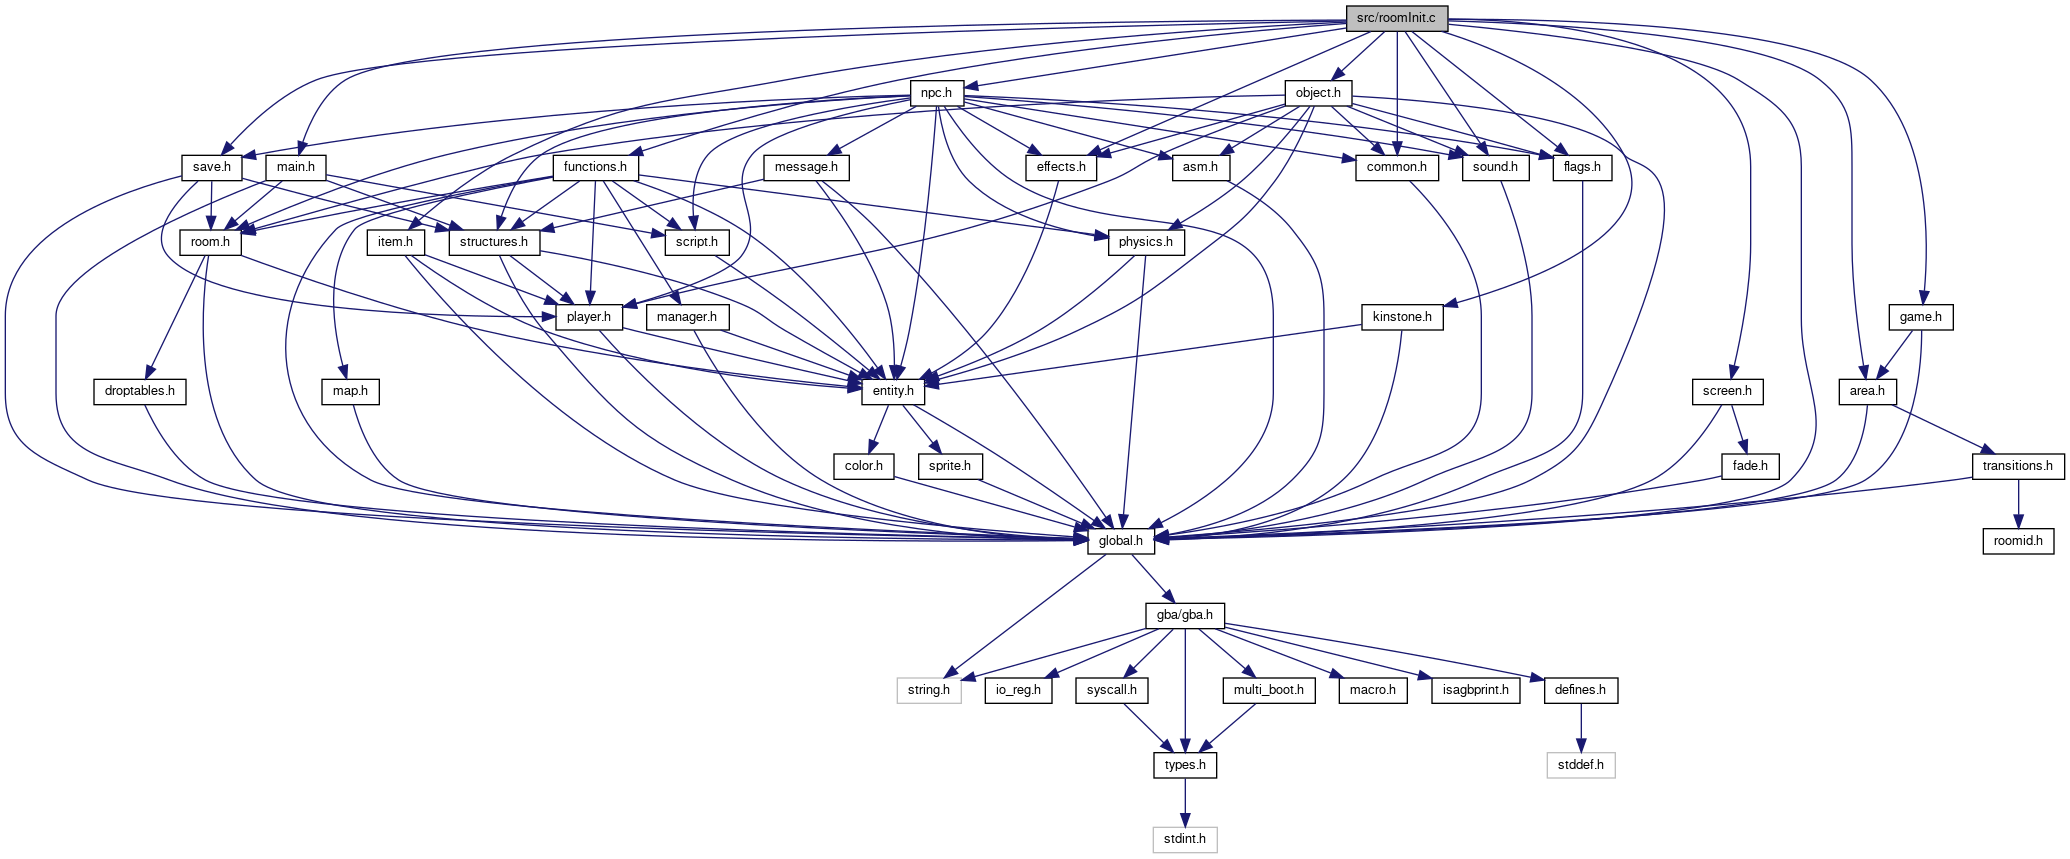 src/roomInit.c
npc.h
object.h
save.h
main.h
functions.h
message.h
effects.h
asm.h
common.h
sound.h
flags.h
room.h
item.h
structures.h
script.h
physics.h
player.h
manager.h
kinstone.h
game.h
droptables.h
map.h
entity.h
screen.h
area.h
color.h
sprite.h
fade.h
transitions.h
global.h
roomid.h
gba/gba.h
string.h
io_reg.h
syscall.h
multi_boot.h
macro.h
isagbprint.h
defines.h
types.h
stddef.h
stdint.h